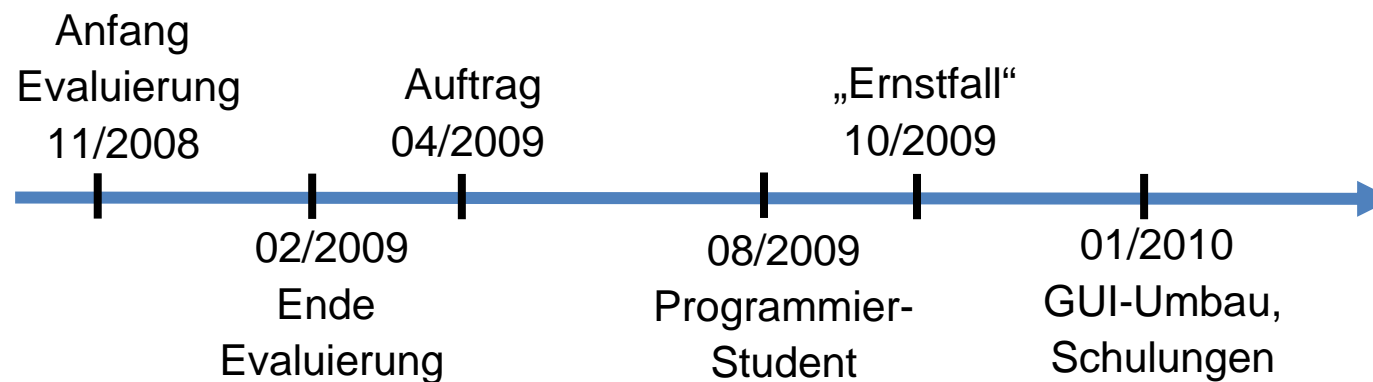 Anfang
Evaluierung
11/2008
Auftrag
04/2009
„Ernstfall“
10/2009
02/2009
Ende
Evaluierung
08/2009
Programmier-
Student
01/2010
GUI-Umbau,
Schulungen